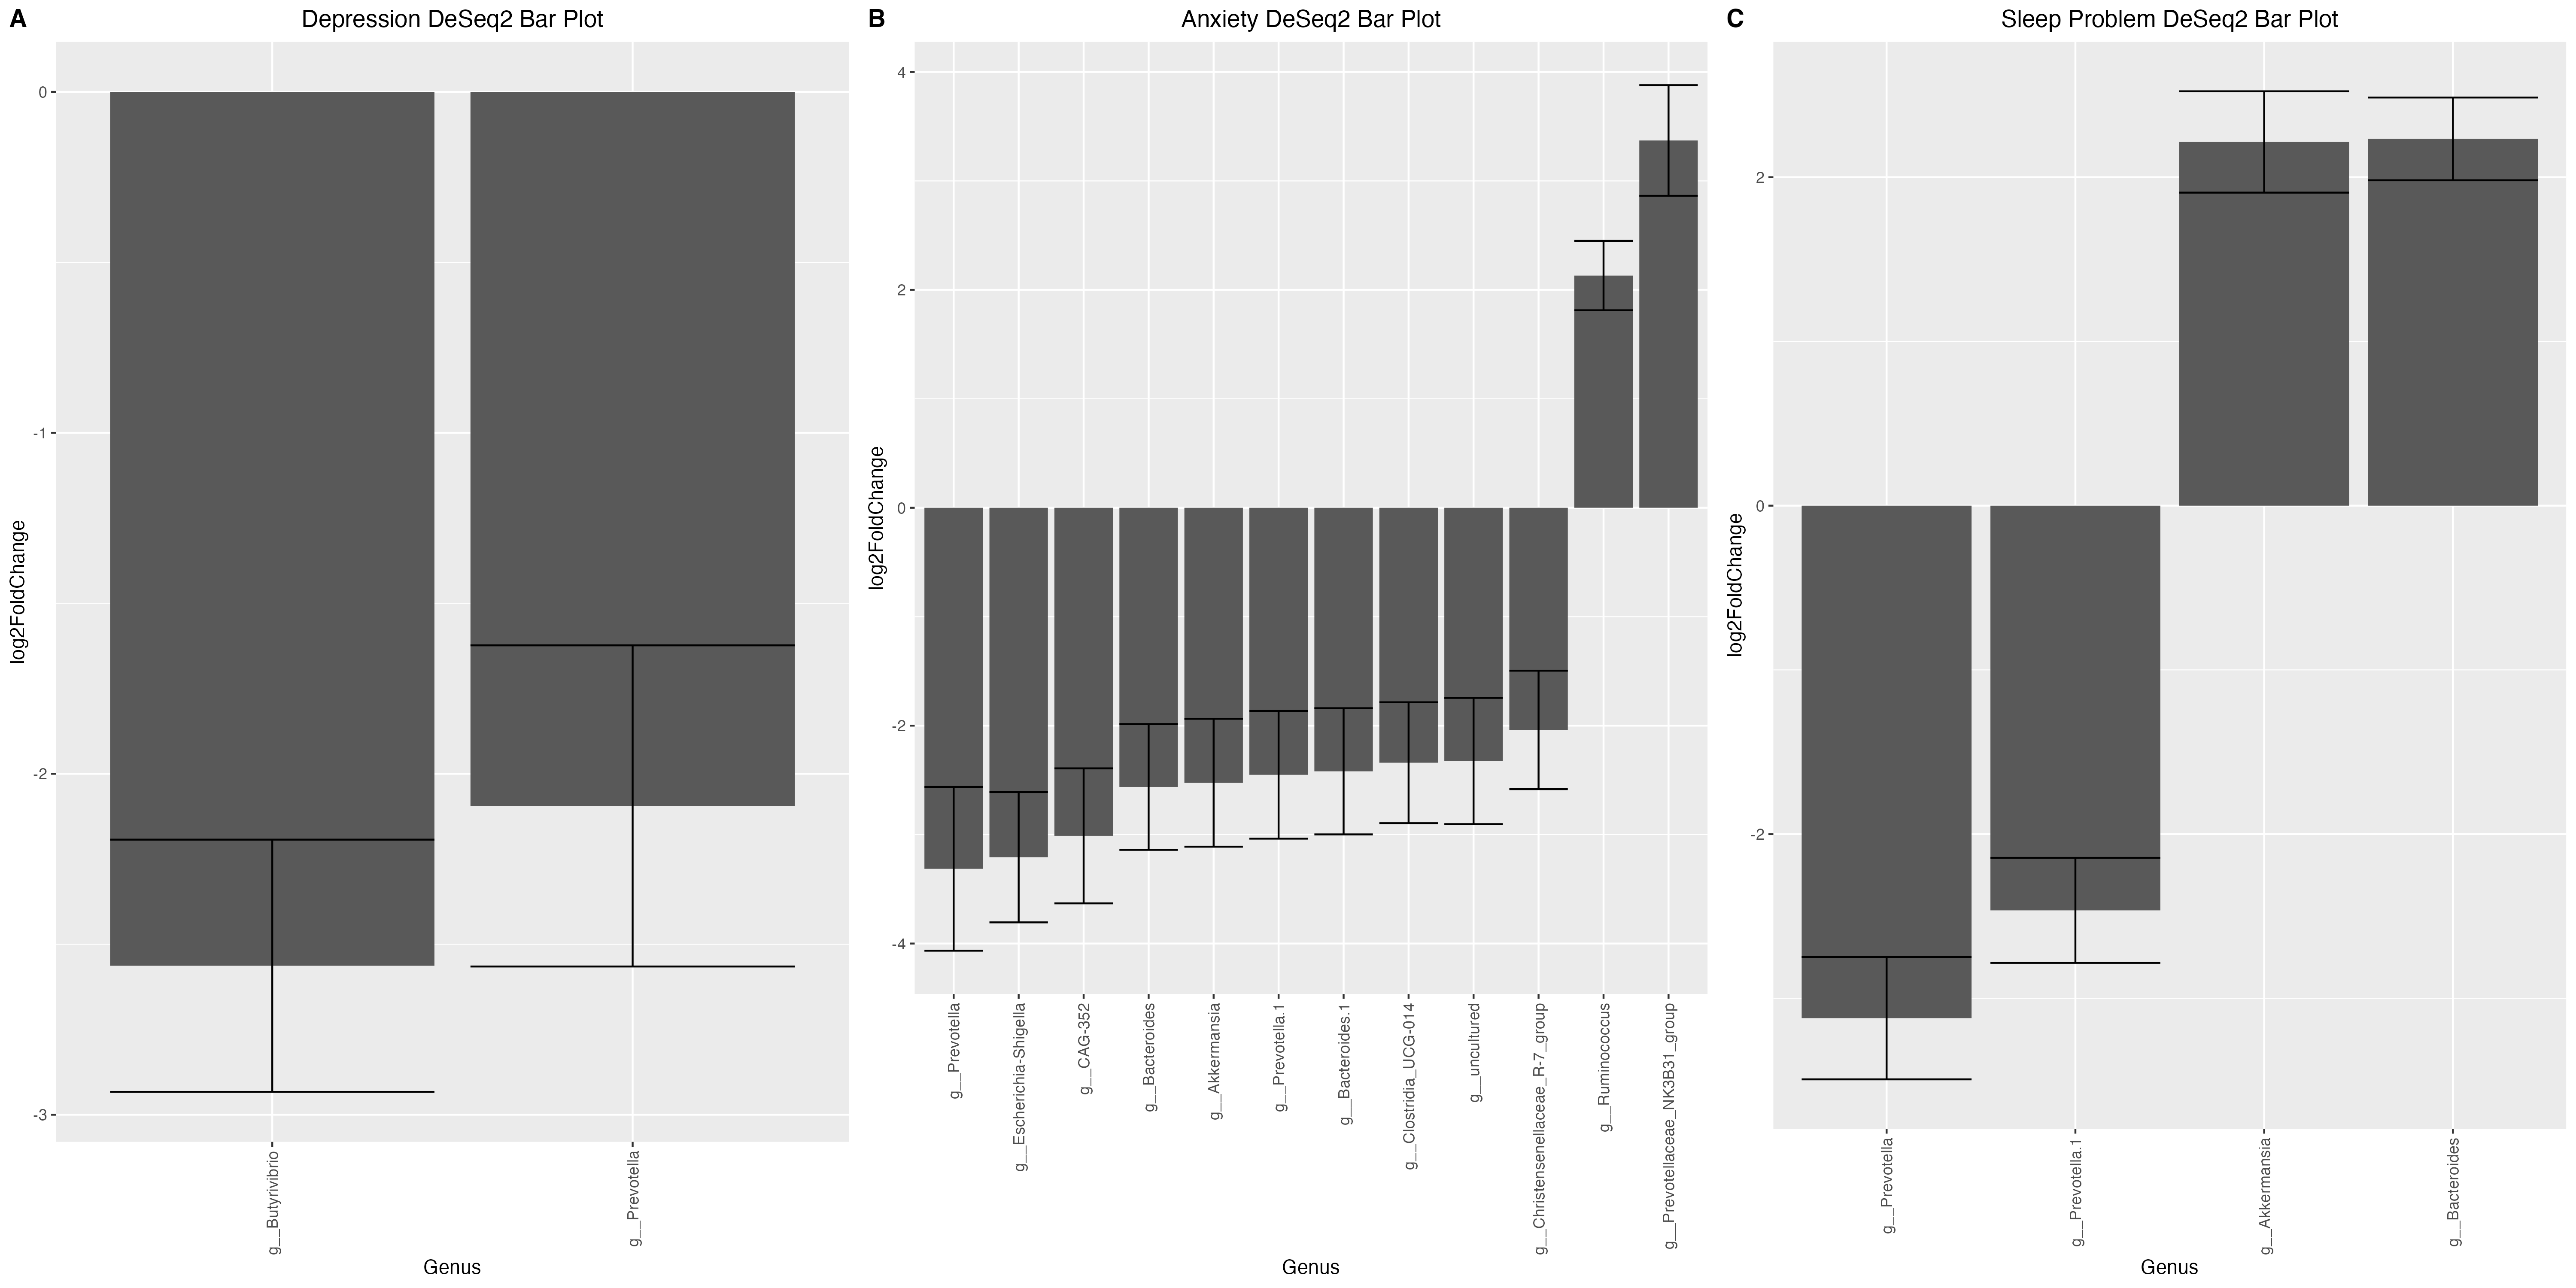 A
Depression DeSeq2 Bar Plot
log2FoldChange
0
-1
-2
-3
g__Butyrivibrio
g__Prevotella
Genus
B
Anxiety DeSeq2 Bar Plot
log2FoldChange
4
2
0
-2
-4
g__Prevotella
g__Escherichia-Shigella
g__CAG-352
g__Bacteroides
g__Akkermansia
g__Prevotella.1
g__Bacteroides.1
g__Clostridia_UCG-014
g__uncultured
g__Christensenellaceae_R-7_group
g__Ruminococcus
g__Prevotellaceae_NK3B31_group
Genus
C
Sleep Problem DeSeq2 Bar Plot
log2FoldChange
2
0
-2
g__Prevotella
g__Prevotella.1
g__Akkermansia
g__Bacteroides
Genus